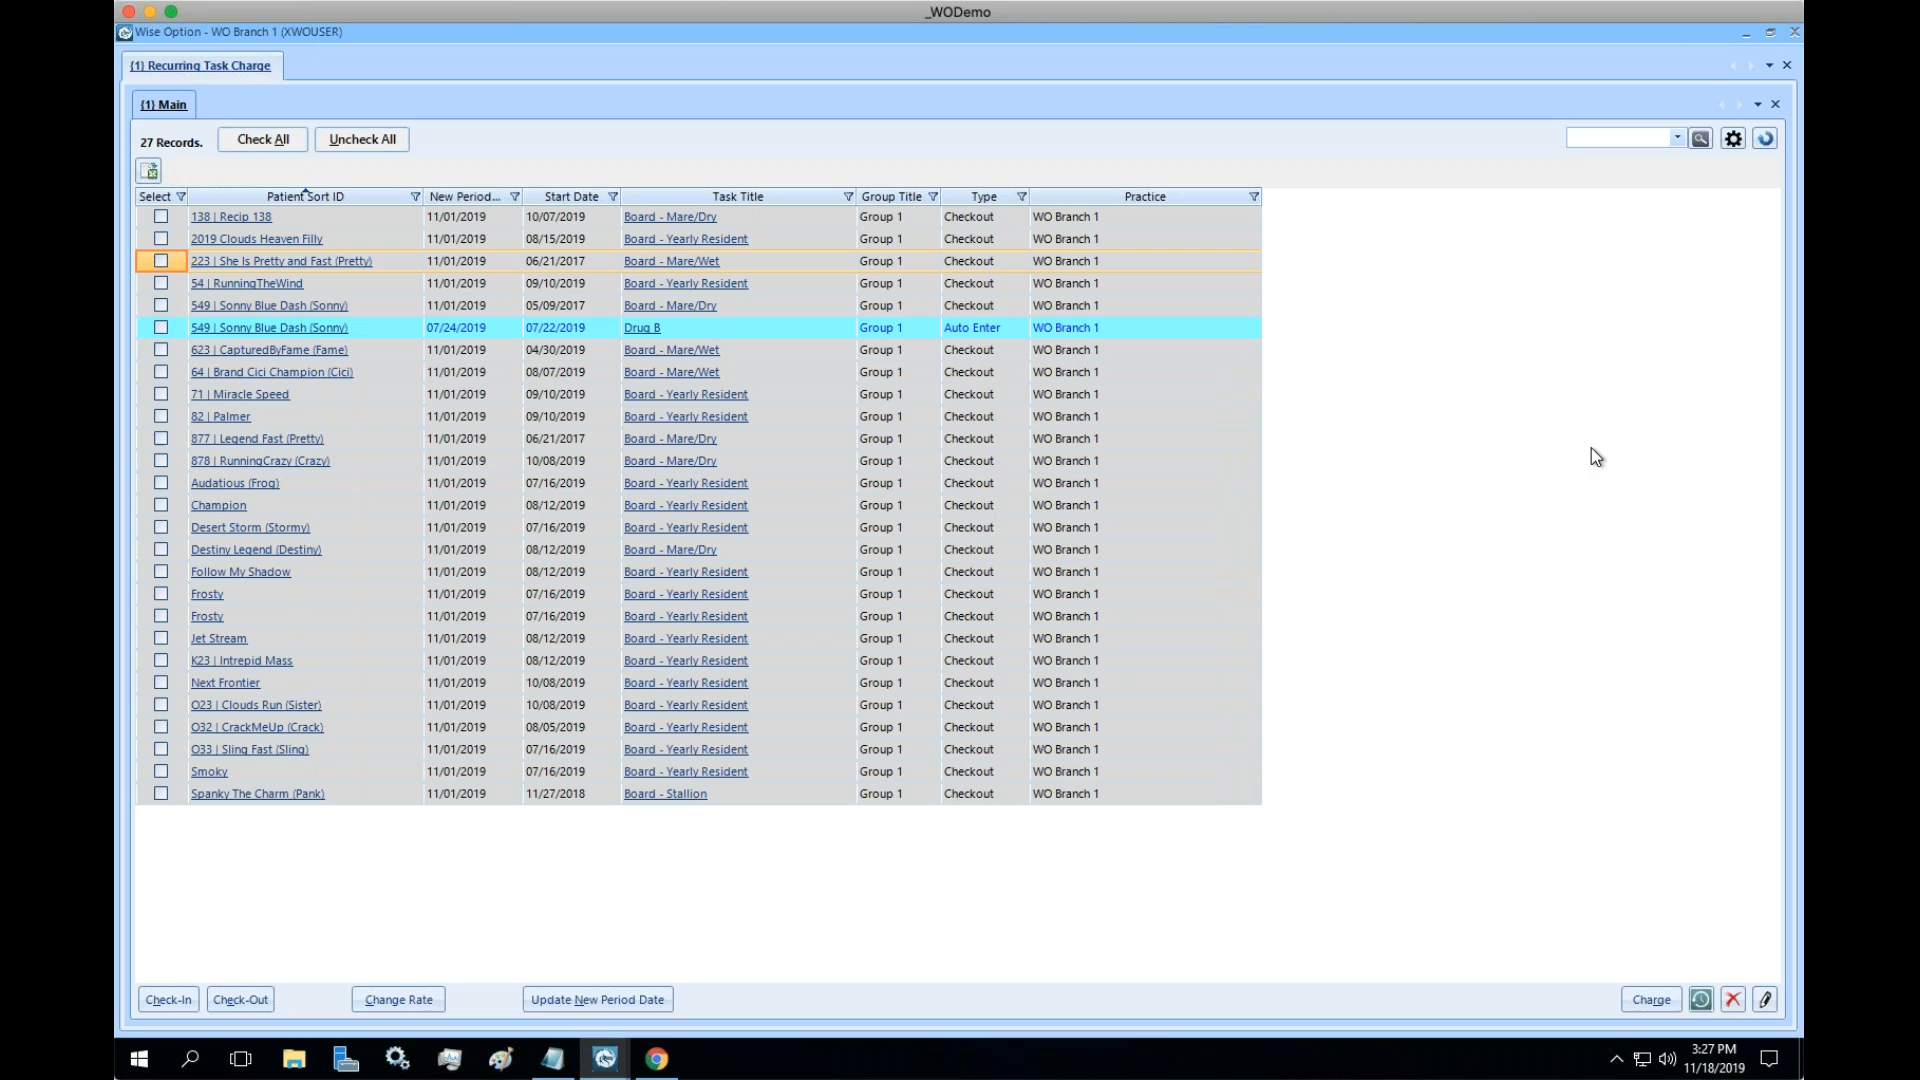 _WODemo
Wise Option - WO Branch 1 (XWOUSER)
{1} Recurring Task Charge
{1} Main
27 Records. Check All Uncheck All
Select Patient Sort ID New Period... Start Date Task Title Group Title Type Practice
138 | Recip 138 11/01/2019 10/07/2019 Board - Mare/Dry Group 1 Checkout WO Branch 1
2019 Clouds Heaven Filly 11/01/2019 08/15/2019 Board - Yearly Resident Group 1 Checkout WO Branch 1
223 | She Is Pretty and Fast (Pretty) 11/01/2019 06/21/2017 Board - Mare/Wet Group 1 Checkout WO Branch 1
54 | RunningTheWind 11/01/2019 09/10/2019 Board - Yearly Resident Group 1 Checkout WO Branch 1
549 | Sonny Blue Dash (Sonny) 11/01/2019 05/09/2017 Board - Mare/Dry Group 1 Checkout WO Branch 1
549 | Sonny Blue Dash (Sonny) 07/24/2019 07/22/2019 Drug B Group 1 Auto Enter WO Branch 1
623 | CapturedByFame (Fame) 11/01/2019 04/30/2019 Board - Mare/Wet Group 1 Checkout WO Branch 1
64 | Brand Cici Champion (Cici) 11/01/2019 08/07/2019 Board - Mare/Wet Group 1 Checkout WO Branch 1
71 | Miracle Speed 11/01/2019 09/10/2019 Board - Yearly Resident Group 1 Checkout WO Branch 1
82 | Palmer 11/01/2019 09/10/2019 Board - Yearly Resident Group 1 Checkout WO Branch 1
877 | Legend Fast (Pretty) 11/01/2019 06/21/2017 Board - Mare/Dry Group 1 Checkout WO Branch 1
878 | RunningCrazy (Crazy) 11/01/2019 10/08/2019 Board - Mare/Dry Group 1 Checkout WO Branch 1
Audatious (Frog) 11/01/2019 07/16/2019 Board - Yearly Resident Group 1 Checkout WO Branch 1
Champion 11/01/2019 08/12/2019 Board - Yearly Resident Group 1 Checkout WO Branch 1
Desert Storm (Stormy) 11/01/2019 07/16/2019 Board - Yearly Resident Group 1 Checkout WO Branch 1
Destiny Legend (Destiny) 11/01/2019 08/12/2019 Board - Mare/Dry Group 1 Checkout WO Branch 1
Follow My Shadow 11/01/2019 08/12/2019 Board - Yearly Resident Group 1 Checkout WO Branch 1
Frosty 11/01/2019 07/16/2019 Board - Yearly Resident Group 1 Checkout WO Branch 1
Frosty 11/01/2019 07/16/2019 Board - Yearly Resident Group 1 Checkout WO Branch 1
Jet Stream 11/01/2019 08/12/2019 Board - Yearly Resident Group 1 Checkout WO Branch 1
K23 | Intrepid Mass 11/01/2019 08/12/2019 Board - Yearly Resident Group 1 Checkout WO Branch 1
Next Frontier 11/01/2019 10/08/2019 Board - Yearly Resident Group 1 Checkout WO Branch 1
O23 | Clouds Run (Sister) 11/01/2019 10/08/2019 Board - Yearly Resident Group 1 Checkout WO Branch 1
O32 | CrackMeUp (Crack) 11/01/2019 08/05/2019 Board - Yearly Resident Group 1 Checkout WO Branch 1
O33 | Sling Fast (Sling) 11/01/2019 07/16/2019 Board - Yearly Resident Group 1 Checkout WO Branch 1
Smoky 11/01/2019 07/16/2019 Board - Yearly Resident Group 1 Checkout WO Branch 1
Spanky The Charm (Pank) 11/01/2019 11/27/2018 Board - Stallion Group 1 Checkout WO Branch 1
Check-In Check-Out Change Rate Update New Period Date Charge
3:27 PM
11/18/2019